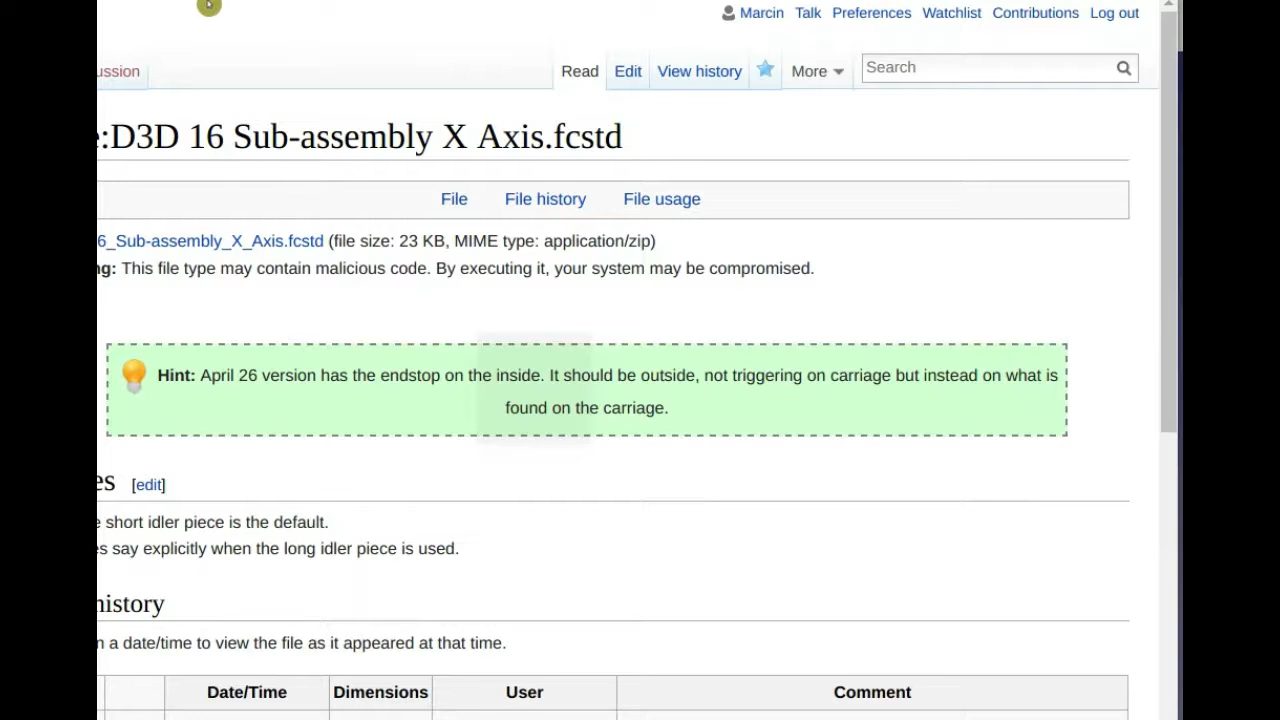 Marcin Talk Preferences Watchlist Contributions Log out
ussion Read Edit View history More Search
e:D3D 16 Sub-assembly X Axis.fcstd
File File history File usage
6_Sub-assembly_X_Axis.fcstd (file size: 23 KB, MIME type: application/zip)
ng: This file type may contain malicious code. By executing it, your system may be compromised.
Hint: April 26 version has the endstop on the inside. It should be outside, not triggering on carriage but instead on what is
found on the carriage.
es [edit]
e short idler piece is the default.
es say explicitly when the long idler piece is used.
history
n a date/time to view the file as it appeared at that time.
Date/Time Dimensions User Comment